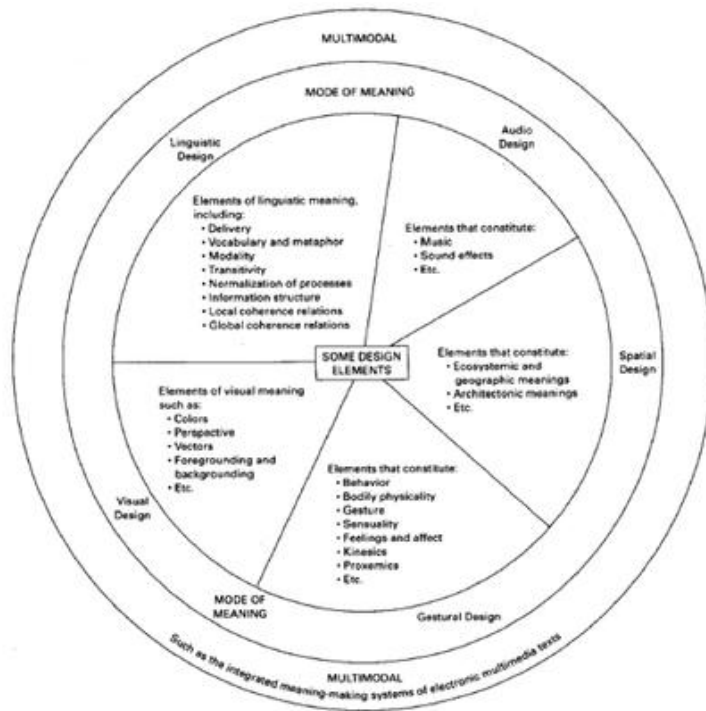 MULTIMODAL
MODE OF MEANING
Linguistic
Design
Audio
Design
Elements of linguistic meaning,
including:
• Delivery
• Vocabulary and metaphor
• Modality
• Transitivity
• Normalization of processes
• Information structure
• Local coherence relations
• Global coherence relations
Elements that constitute:
• Music
• Sound effects
• Etc.
SOME DESIGN
ELEMENTS
Elements that constitute:
• Ecosystemic and
geographic meanings
• Architectonic meanings
• Etc.
Spatial
Design
Elements of visual meaning
such as:
• Colors
• Perspective
• Vectors
• Foregrounding and
backgrounding
• Etc.
Visual
Design
Elements that constitute:
• Behavior
• Bodily physicality
• Gesture
• Sensuality
• Feelings and affect
• Kinesics
• Proxemics
• Etc.
MODE OF
MEANING
Gestural Design
MULTIMODAL
Such as the integrated meaning-making systems of electronic multimedia texts